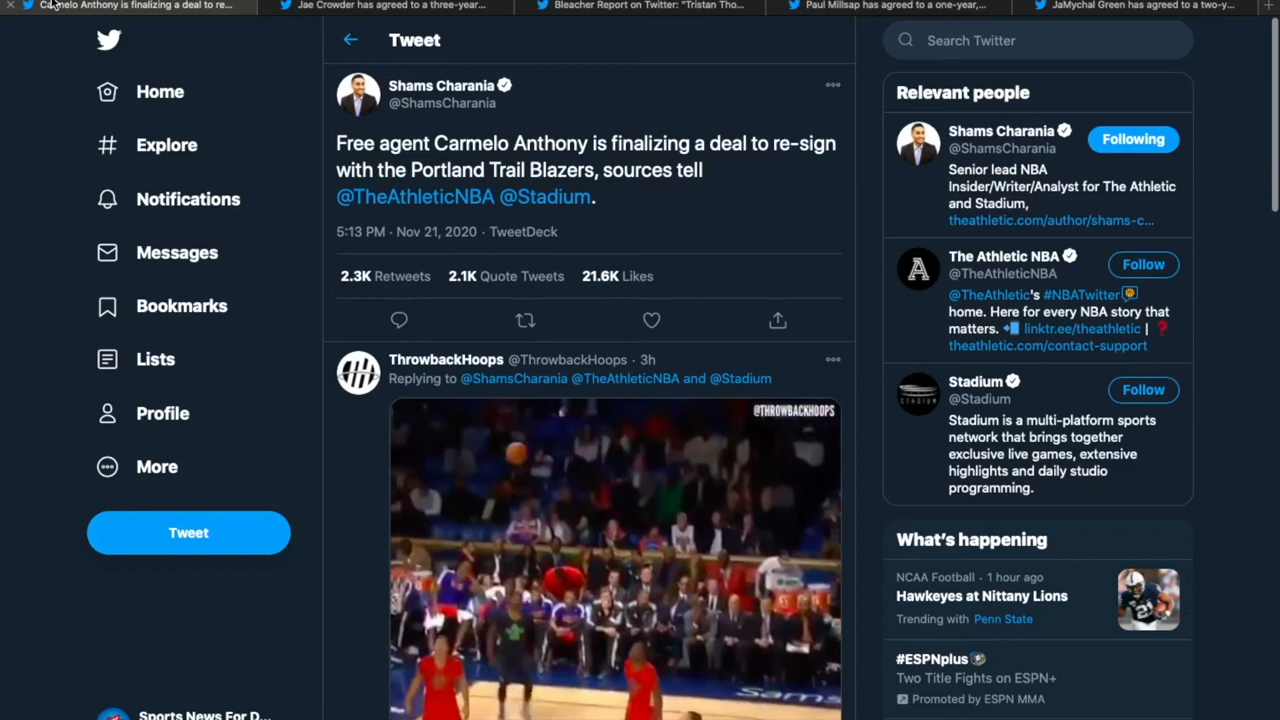 Carmelo Anthony is finalizing a deal to re...
Jae Crowder has agreed to a three-year...
Bleacher Report on Twitter: "Tristan Tho...
Paul Millsap has agreed to a one-year,...
JaMychal Green has agreed to a two-y...
Home
Explore
Notifications
Messages
Bookmarks
Lists
Profile
More
Tweet
Sports News For D...
Tweet
Shams Charania
@ShamsCharania
Free agent Carmelo Anthony is finalizing a deal to re-sign
with the Portland Trail Blazers, sources tell
@TheAthleticNBA @Stadium.
5:13 PM · Nov 21, 2020 · TweetDeck
2.3K Retweets 2.1K Quote Tweets 21.6K Likes
ThrowbackHoops @ThrowbackHoops · 3h
Replying to @ShamsCharania @TheAthleticNBA and @Stadium
@THROWBACKHOOPS
Search Twitter
Relevant people
Shams Charania
@ShamsCharania
Following
Senior lead NBA
Insider/Writer/Analyst for The Athletic
and Stadium,
theathletic.com/author/shams-c...
The Athletic NBA
@TheAthleticNBA
Follow
@TheAthletic's #NBATwitter
home. Here for every NBA story that
matters. 📲 linktr.ee/theathletic | ❓
theathletic.com/contact-support
Stadium
@Stadium
Follow
Stadium is a multi-platform sports
network that brings together
exclusive live games, extensive
highlights and daily studio
programming.
What's happening
NCAA Football · 1 hour ago
Hawkeyes at Nittany Lions
Trending with Penn State
#ESPNplus
Two Title Fights on ESPN+
Promoted by ESPN MMA